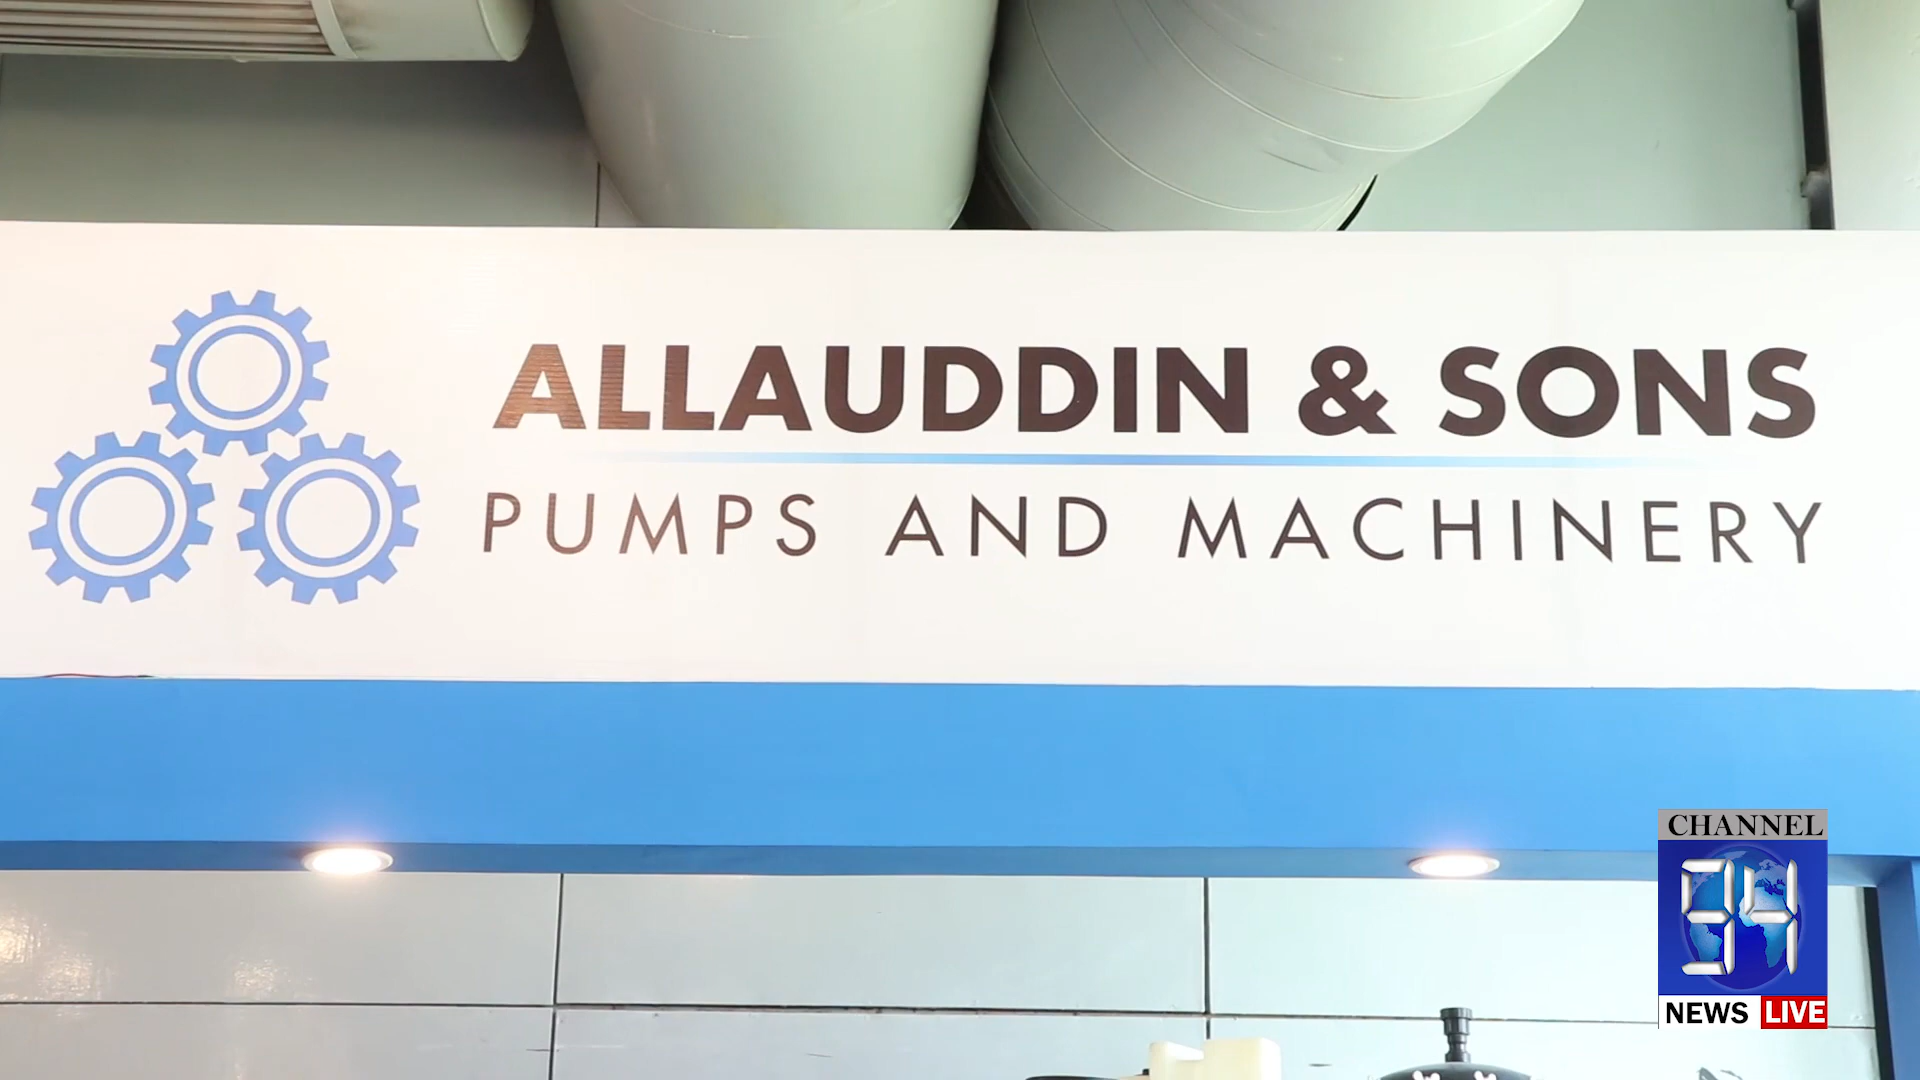 ALLAUDDIN & SONS
PUMPS AND MACHINERY
CHANNEL
94
NEWS LIVE